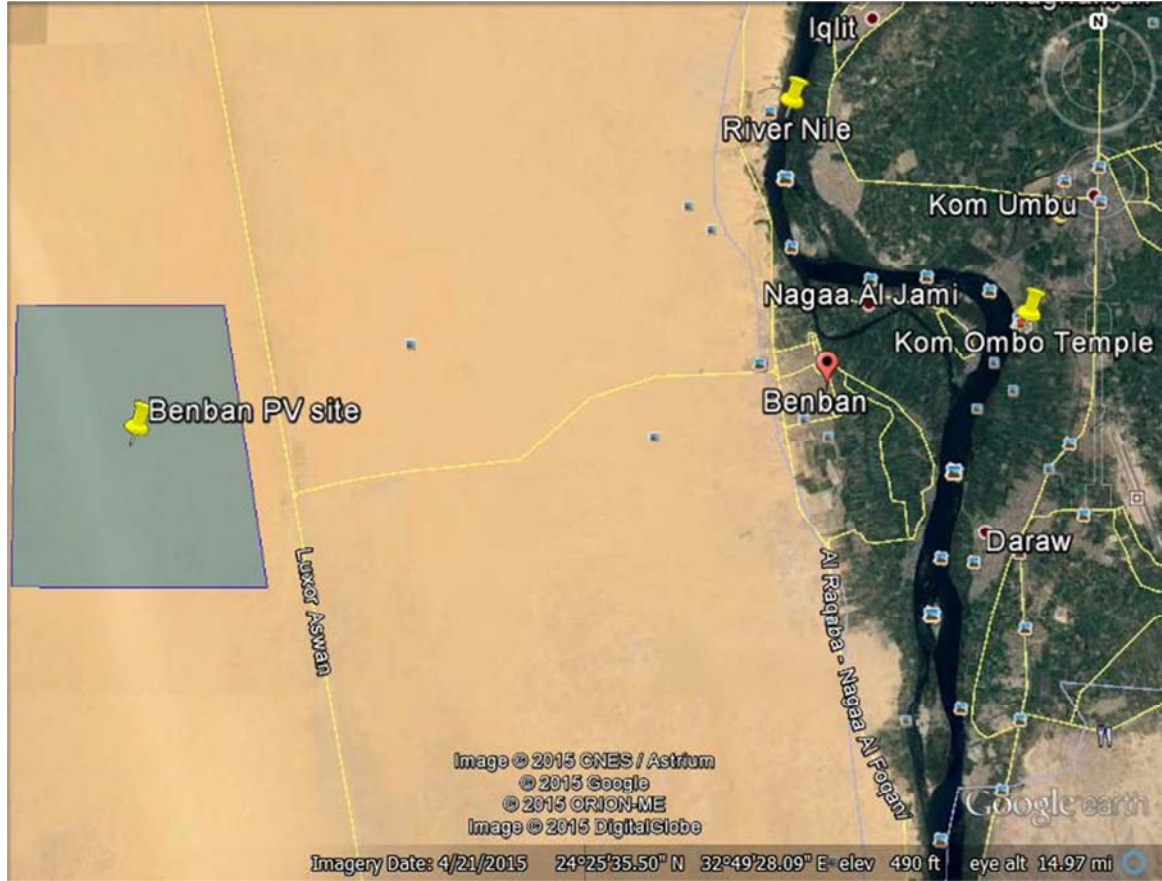 Iqlit
N
River Nile
Kom Umbu
Nagaa Al Jami
Kom Ombo Temple
Benban
Benban PV site
Daraw
Luxor Aswan
Al Raqaba - Nagaa Al Foqany
Image © 2015 CNES / Astrium
© 2015 Google
© 2015 ORION-ME
Image © 2015 DigitalGlobe
Google earth
Imagery Date: 4/21/2015 24°25'35.50" N 32°49'28.09" E elev 490 ft eye alt 14.97 mi